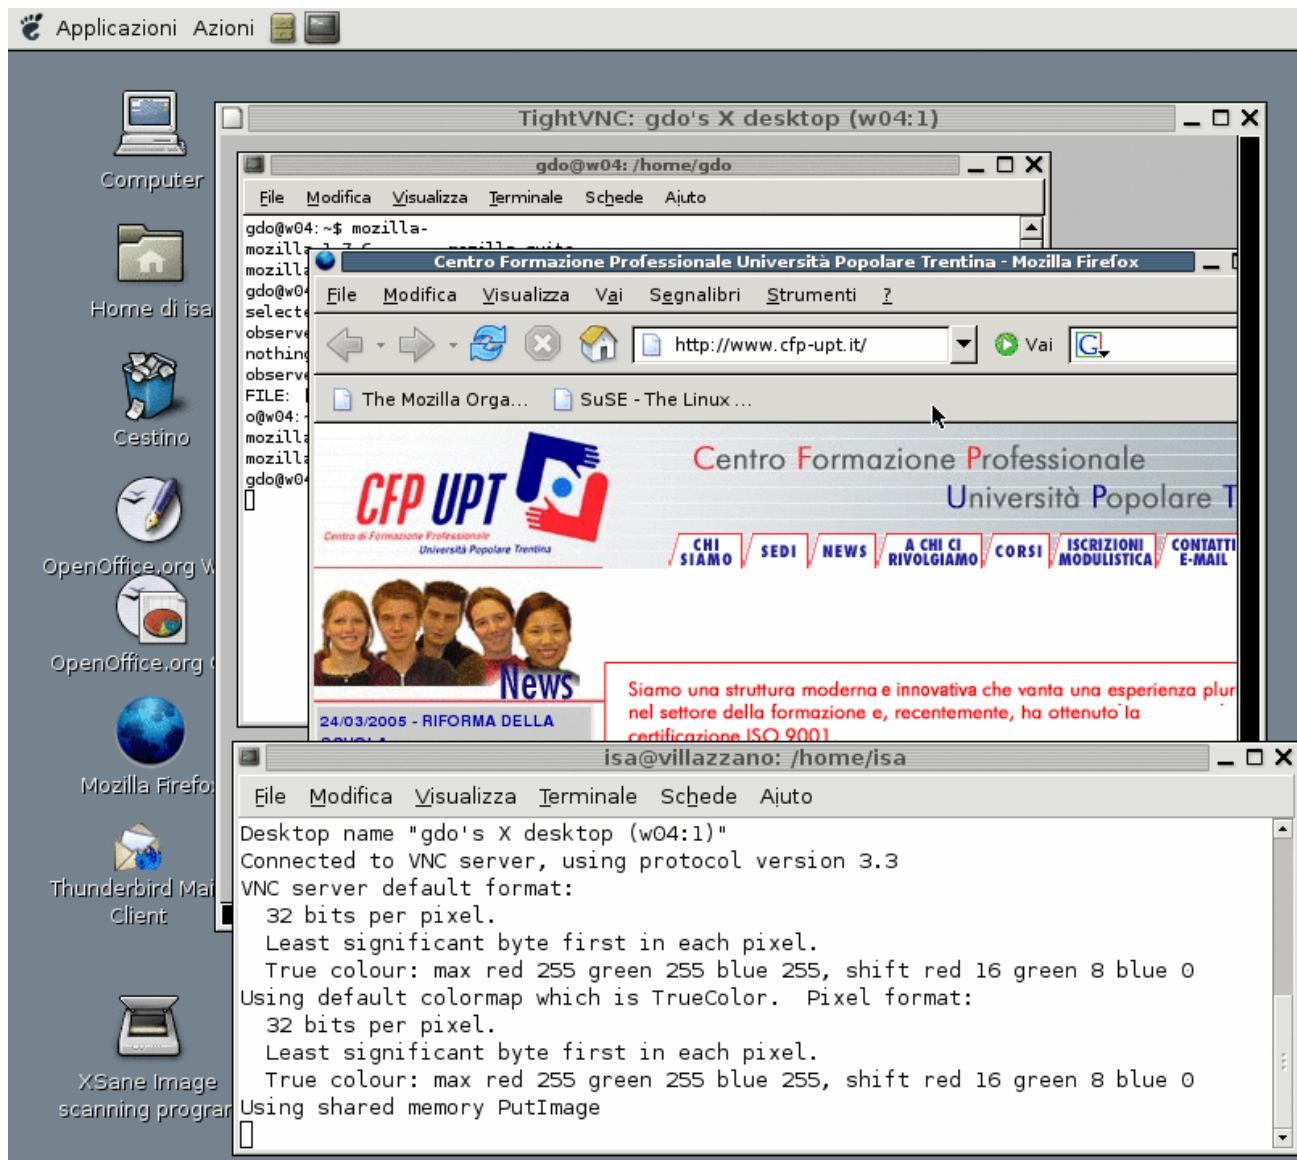 Applicazioni Azioni
Computer
Home di isa
Cestino
OpenOffice.org
OpenOffice.org
Mozilla
Thunderbird
Client
XSane Image
scanning
TightVNC: gdo's X desktop (w04:1)
gdo@w04: /home/gdo
File Modifica Visualizza Terminale Schede Aiuto
gdo@w04:~$ mozilla-
FILE:
Centro Formazione Professionale Università Popolare Trentina - Mozilla Firefox
File Modifica Visualizza Vai Segnalibri Strumenti ?
http://www.cfp-upt.it/ Vai G
The Mozilla Orga... SuSE - The Linux ...
CFP UPT
Centro di Formazione Professionale
Università Popolare Trentina
Centro Formazione Professionale
Università Popolare T
CHI SIAMO
SEDI
NEWS
A CHI CI RIVOLGIAMO
CORSI
ISCRIZIONI MODULISTICA
CONTATTI E-MAIL
News
24/03/2005 - RIFORMA DELLA
Siamo una struttura moderna e innovativa che vanta una esperienza plur
nel settore della formazione e, recentemente, ha ottenuto la
certificazione ISO 9001.
isa@villazzano: /home/isa
File Modifica Visualizza Terminale Schede Aiuto
Desktop name "gdo's X desktop (w04:1)"
Connected to VNC server, using protocol version 3.3
VNC server default format:
32 bits per pixel.
Least significant byte first in each pixel.
True colour: max red 255 green 255 blue 255, shift red 16 green 8 blue 0
Using default colormap which is TrueColor. Pixel format:
32 bits per pixel.
Least significant byte first in each pixel.
True colour: max red 255 green 255 blue 255, shift red 16 green 8 blue 0
Using shared memory PutImage